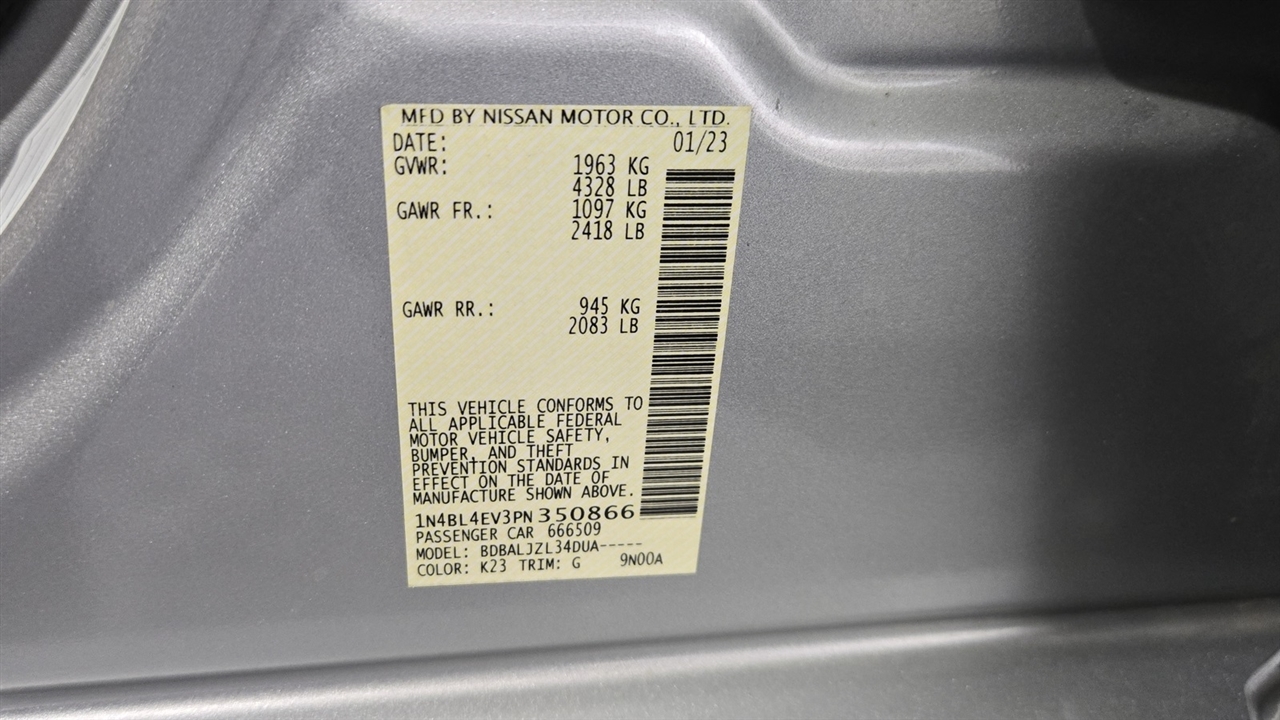 MFD BY NISSAN MOTOR CO., LTD.
DATE: 01/23
GVWR: 1963 KG
4328 LB
GAWR FR.: 1097 KG
2418 LB
GAWR RR.: 945 KG
2083 LB
THIS VEHICLE CONFORMS TO
ALL APPLICABLE FEDERAL
MOTOR VEHICLE SAFETY,
BUMPER, AND THEFT
PREVENTION STANDARDS IN
EFFECT ON THE DATE OF
MANUFACTURE SHOWN ABOVE.
1N4BL4EV3PN350866
PASSENGER CAR 666509
MODEL: BDBALJZL34DUA-----
COLOR: K23 TRIM: G 9N00A